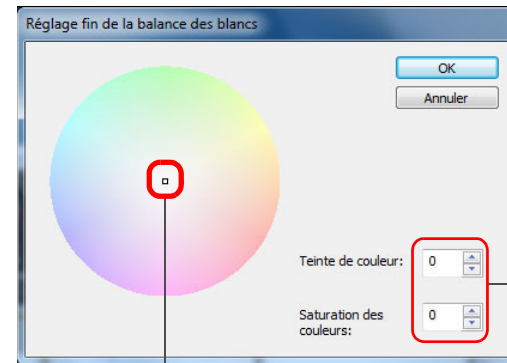 Réglage fin de la balance des blancs
OK
Annuler
Teinte de couleur: 0
Saturation des
couleurs: 0